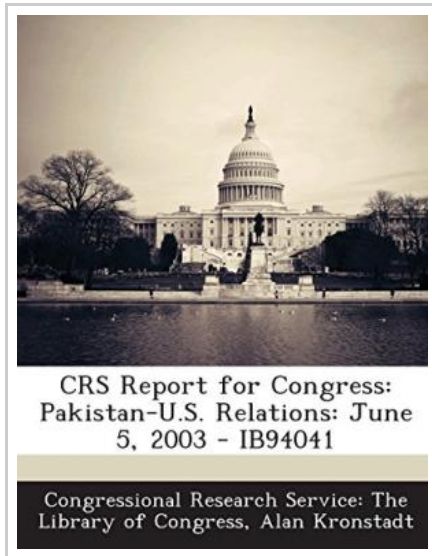 CRS Report for Congress:
Pakistan-U.S. Relations: June
5, 2003 - IB94041
Congressional Research Service: The
Library of Congress, Alan Kronstadt